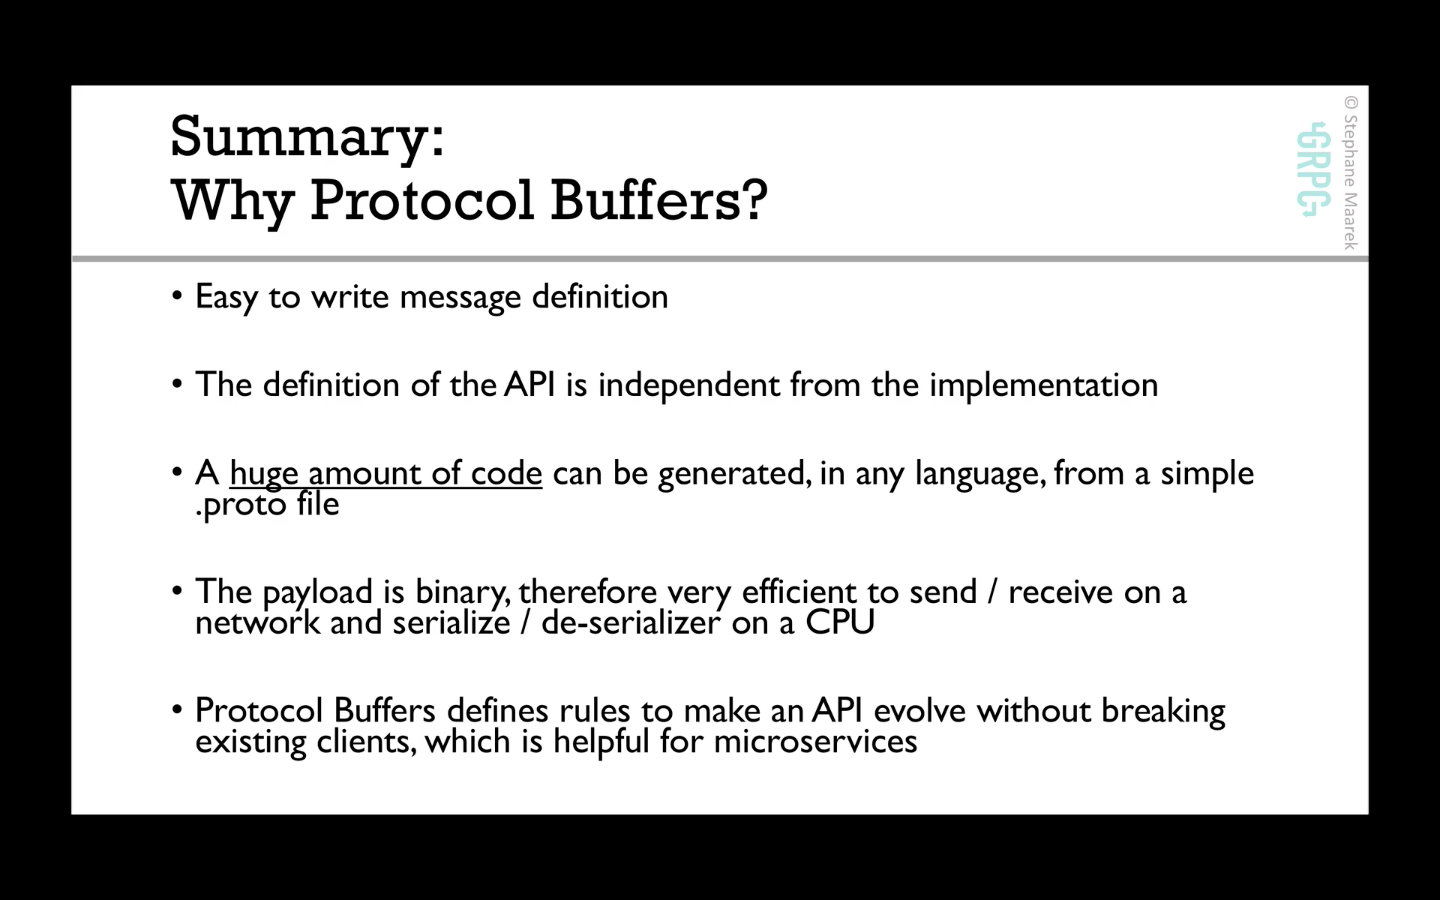 Summary:
Why Protocol Buffers?
GRPG
© Stephane Maarek
• Easy to write message definition
• The definition of the API is independent from the implementation
• A huge amount of code can be generated, in any language, from a simple
.proto file
• The payload is binary, therefore very efficient to send / receive on a
network and serialize / de-serializer on a CPU
• Protocol Buffers defines rules to make an API evolve without breaking
existing clients, which is helpful for microservices